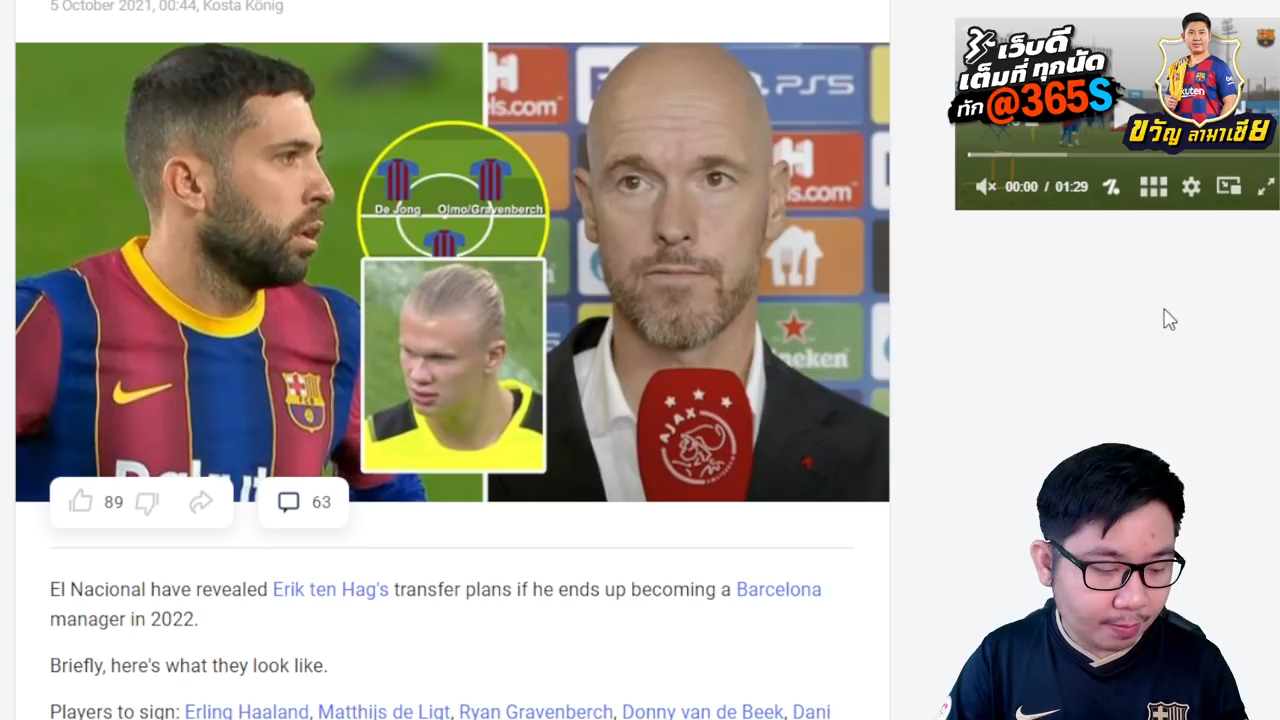 5 October 2021, 00:44, Kosta König
PS5
els.com
De Jong
Olmo/Gravenberch
AJAX
89
63
El Nacional have revealed Erik ten Hag's transfer plans if he ends up becoming a Barcelona
manager in 2022.
Briefly, here's what they look like.
Players to sign: Erling Haaland, Matthijs de Ligt, Ryan Gravenberch, Donny van de Beek, Dani
เว็บดี
เต็มที่ ทุกนัด
ทัก @365S
ขวัญ ลามาเซีย
00:00 / 01:29